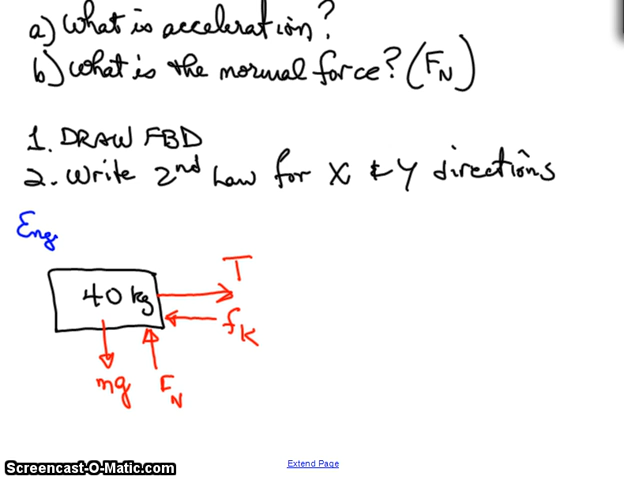 a) What is acceleration?
b) What is the normal force? (FN)
1. DRAW FBD
2. Write 2nd Law for X & Y directions
Eng
T
40 kg
fK
mg
FN
Extend Page
Screencast-O-Matic.com